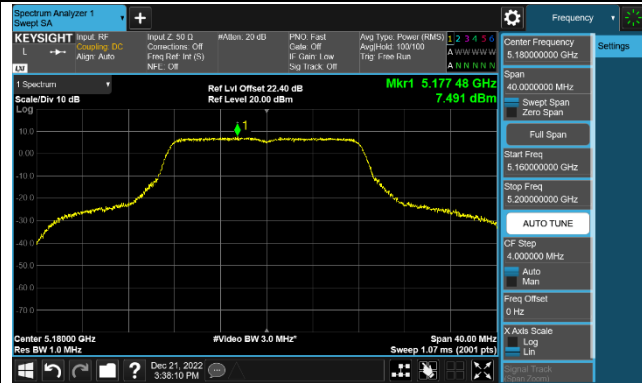 Spectrum Analyzer 1
Swept SA
Frequency
KEYSIGHT
L
LXI
Input: RF
Coupling: DC
Align: Auto
Input Z: 50 Ω
Corrections: Off
Freq Ref: Int (S)
NFE: Off
#Atten: 20 dB
PNO: Fast
Gate: Off
IF Gain: Low
Sig Track: Off
Avg Type: Power (RMS)
Avg|Hold: 100/100
Trig: Free Run
1 2 3 4 5 6
A W W W W W
A N N N N N
1 Spectrum
Scale/Div 10 dB
Log
Ref Lvl Offset 22.40 dB
Ref Level 20.00 dBm
Mkr1 5.177 48 GHz
7.491 dBm
1
10.0
0.00
-10.0
-20.0
-30.0
-40.0
-50.0
-60.0
-70.0
Center 5.18000 GHz
Res BW 1.0 MHz
#Video BW 3.0 MHz*
Span 40.00 MHz
Sweep 1.07 ms (2001 pts)
Dec 21, 2022
3:38:10 PM
Center Frequency
5.180000000 GHz
Span
40.0000000 MHz
Swept Span
Zero Span
Full Span
Start Freq
5.160000000 GHz
Stop Freq
5.200000000 GHz
AUTO TUNE
CF Step
4.000000 MHz
Auto
Man
Freq Offset
0 Hz
X Axis Scale
Log
Lin
Signal Track
(Span Zoom)
Settings